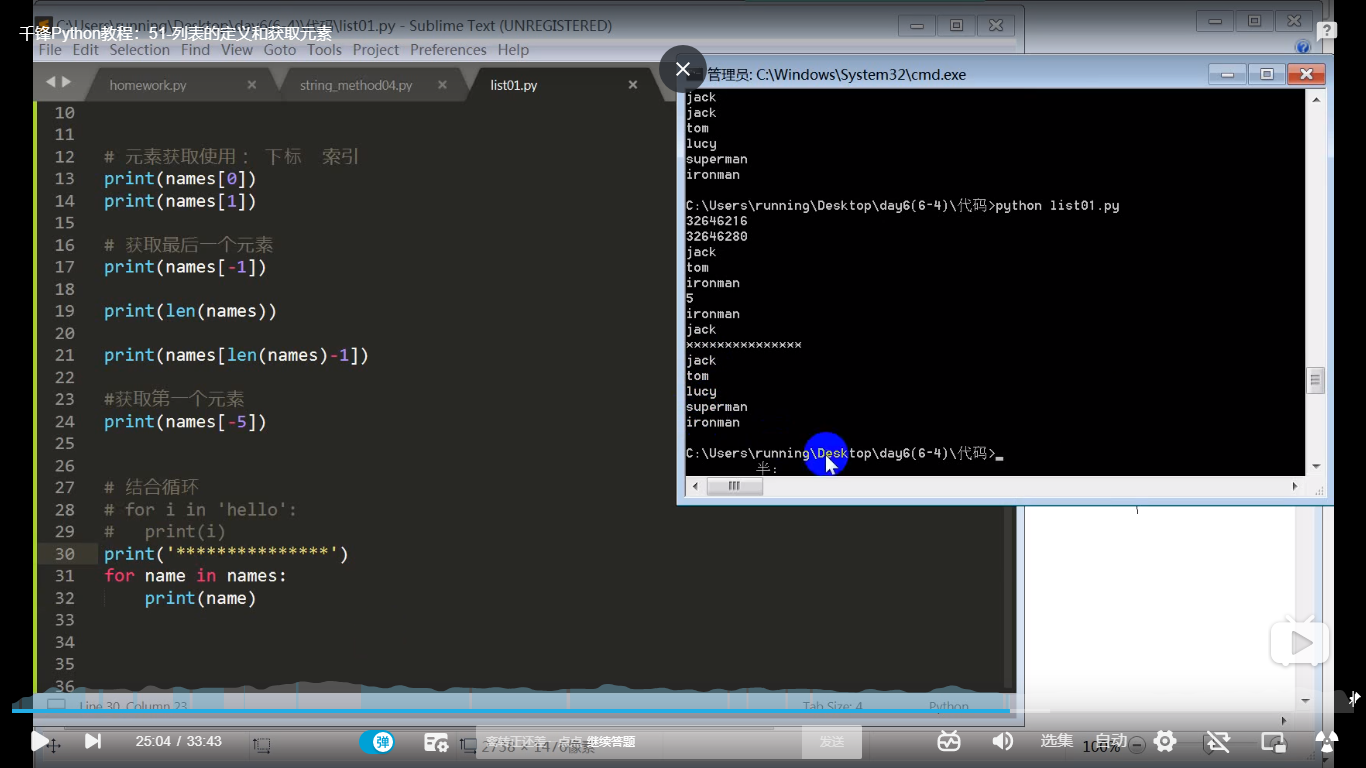 C:\Users\running\Desktop\day6(6-4)\代码\list01.py - Sublime Text (UNREGISTERED)
千锋Python教程：51-列表的定义和获取元素
File Edit Selection Find View Goto Tools Project Preferences Help
homework.py string_method04.py list01.py
10
11
12 # 元素获取使用： 下标 索引
13 print(names[0])
14 print(names[1])
15
16 # 获取最后一个元素
17 print(names[-1])
18
19 print(len(names))
20
21 print(names[len(names)-1])
22
23 #获取第一个元素
24 print(names[-5])
25
26
27 # 结合循环
28 # for i in 'hello':
29 # print(i)
30 print('***************')
31 for name in names:
32 print(name)
33
34
35
36
管理员: C:\Windows\System32\cmd.exe
jack
jack
tom
lucy
superman
ironman
C:\Users\running\Desktop\day6(6-4)\代码>python list01.py
32646216
32646280
jack
tom
ironman
5
ironman
jack
***************
jack
tom
lucy
superman
ironman
C:\Users\running\Desktop\day6(6-4)\代码>_
半:
Line 30, Column 23 Tab Size: 4 Python
25:04 / 33:43 弹 继续答题 发送 选集 自动
100%